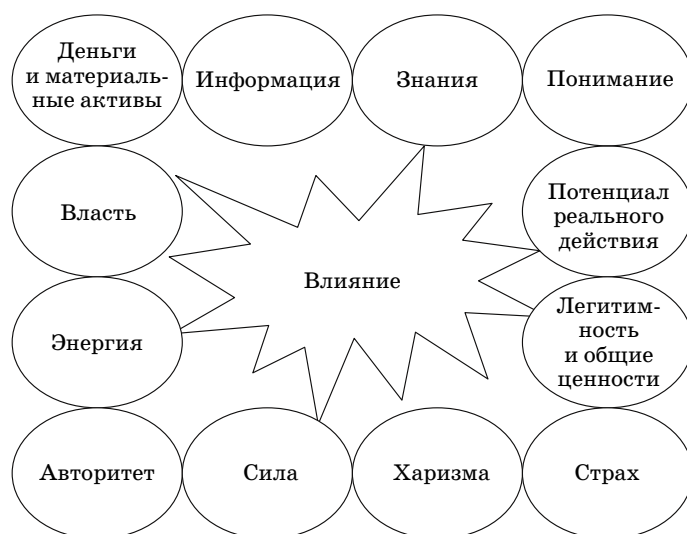 Деньги
и материаль-
ные активы
Информация
Знания
Понимание
Власть
Потенциал
реального
действия
Влияние
Энергия
Легитим-
ность
и общие
ценности
Авторитет
Сила
Харизма
Страх